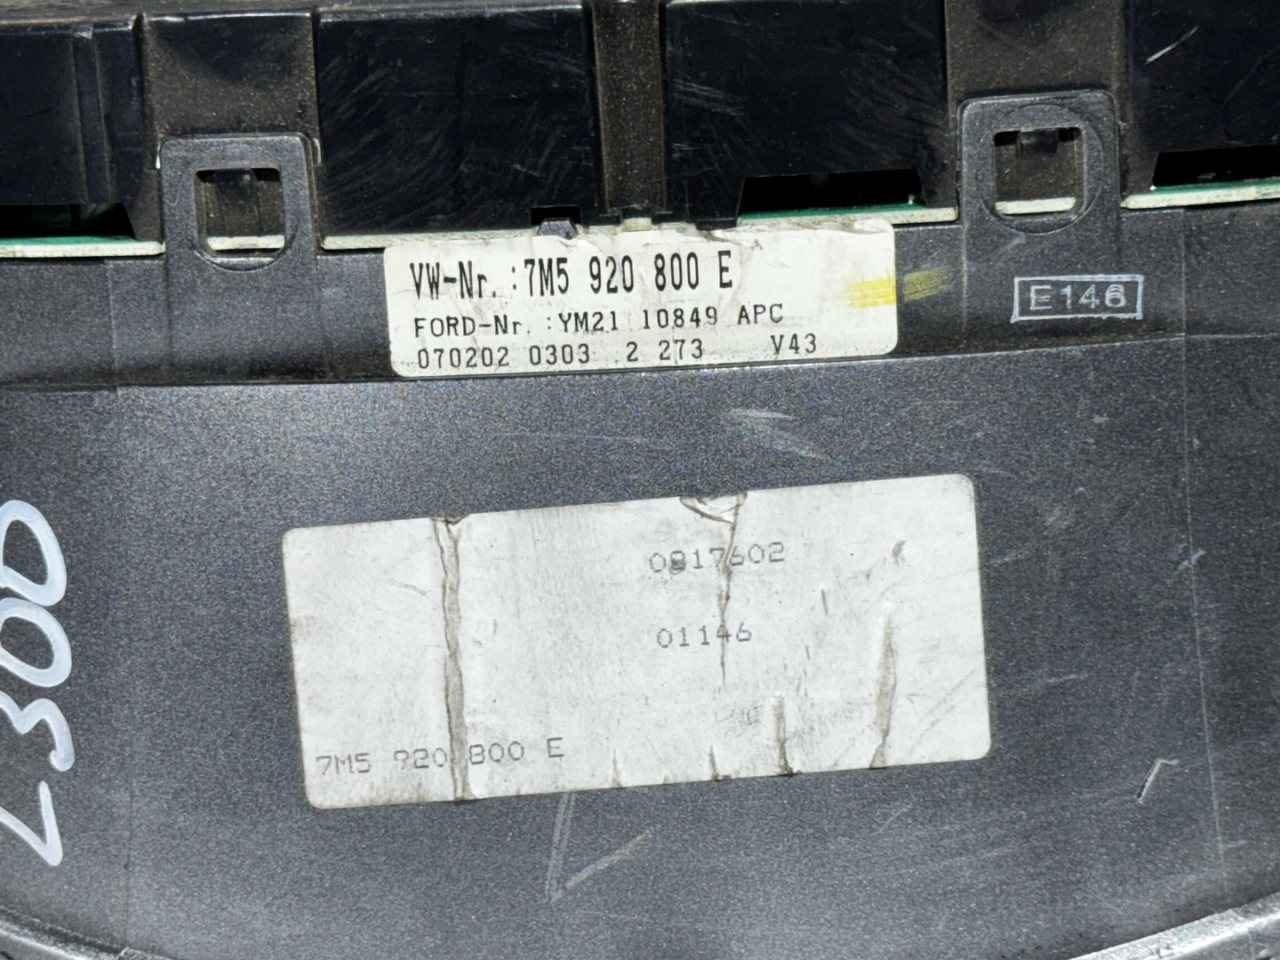 VW-Nr. :7M5 920 800 E
FORD-Nr. :YM21 10849 APC
070202 0303 2 273 V43
E146
0817602
01146
7M5 920 800 E
L300